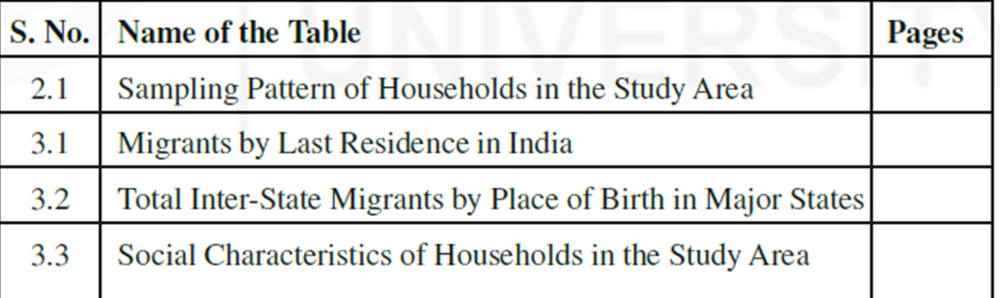 S. No. Name of the Table Pages
2.1 Sampling Pattern of Households in the Study Area
3.1 Migrants by Last Residence in India
3.2 Total Inter-State Migrants by Place of Birth in Major States
3.3 Social Characteristics of Households in the Study Area
UNIVERSITY